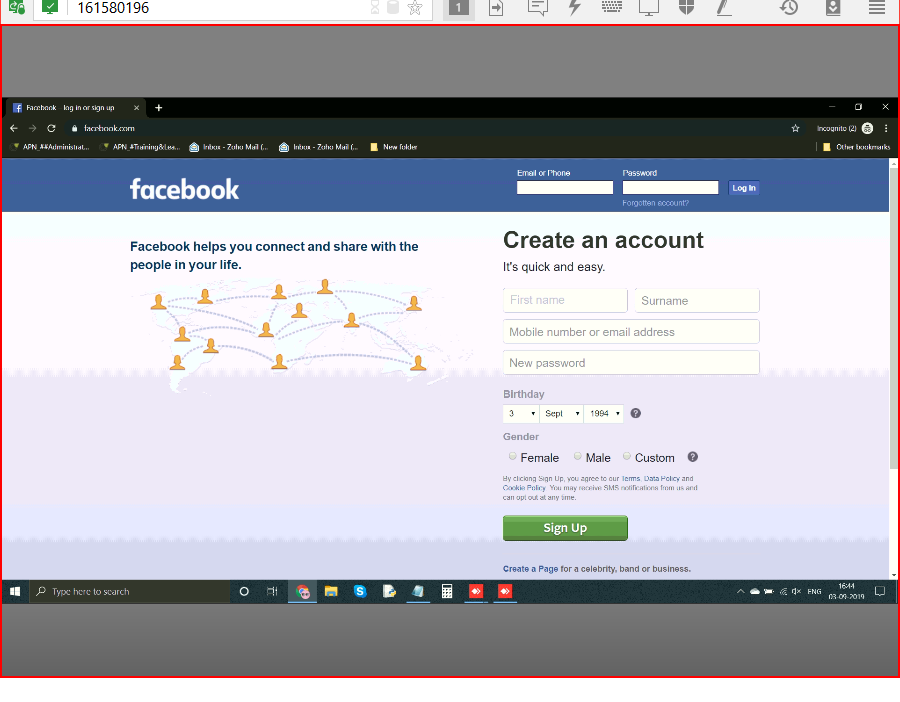 161580196
1
Facebook – log in or sign up
facebook.com
Incognito (2)
APN_##Administrat...
APN_#Training&Lea...
Inbox - Zoho Mail (...
Inbox - Zoho Mail (...
New folder
Other bookmarks
facebook
Email or Phone
Password
Log In
Forgotten account?
Facebook helps you connect and share with the
people in your life.
Create an account
It's quick and easy.
First name
Surname
Mobile number or email address
New password
Birthday
3 Sept 1994 ?
Gender
Female Male Custom ?
By clicking Sign Up, you agree to our Terms, Data Policy and
Cookie Policy. You may receive SMS notifications from us and
can opt out at any time.
Sign Up
Create a Page for a celebrity, band or business.
Type here to search
ENG
16:44
03-09-2019